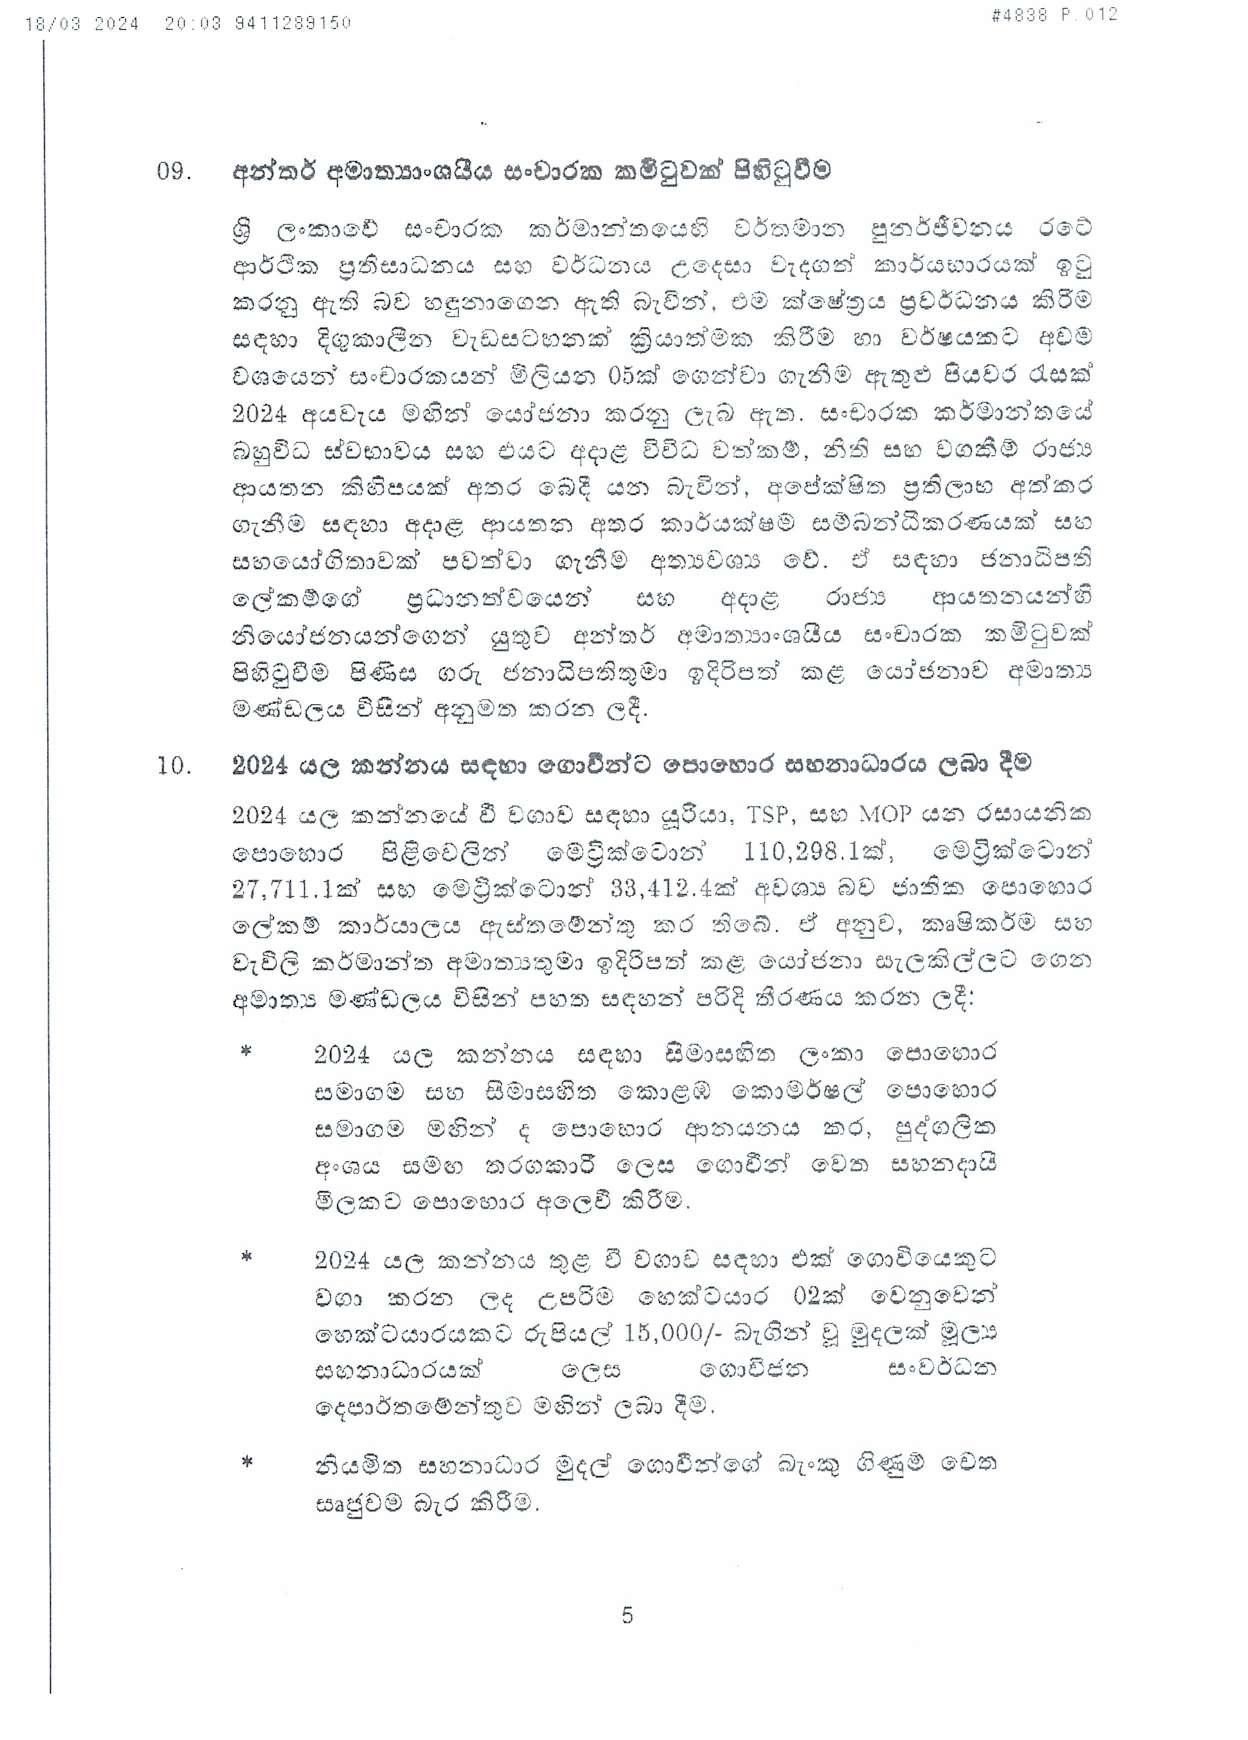 18/03 2024 20:03 9411289150
#4838 P.012
09. අන්තර් අමාත්‍යාංශයීය සංචාරක කමිටුවක් පිහිටුවීම
ශ්‍රී ලංකාවේ සංචාරක කර්මාන්තයෙහි වර්තමාන පුනර්ජීවනය රටේ
ආර්ථික ප්‍රතිසාධනය සහ වර්ධනය උදෙසා වැදගත් කාර්යභාරයක් ඉටු
කරනු ඇති බව හඳුනාගෙන ඇති බැවින්, එම ක්ෂේත්‍රය ප්‍රවර්ධනය කිරීම
සඳහා දිගුකාලීන වැඩසටහනක් ක්‍රියාත්මක කිරීම හා වර්ෂයකට අවම
වශයෙන් සංචාරකයන් මිලියන 05ක් ගෙන්වා ගැනීම ඇතුළු පියවර රැසක්
2024 අයවැය මඟින් යෝජනා කරනු ලැබ ඇත. සංචාරක කර්මාන්තයේ
බහුවිධ ස්වභාවය සහ එයට අදාළ විවිධ වත්කම්, නීති සහ වගකීම් රාජ්‍ය
ආයතන කිහිපයක් අතර බෙදී යන බැවින්, අපේක්ෂිත ප්‍රතිලාභ අත්කර
ගැනීම සඳහා අදාළ ආයතන අතර කාර්යක්ෂම සම්බන්ධීකරණයක් සහ
සහයෝගිතාවක් පවත්වා ගැනීම අත්‍යවශ්‍ය වේ. ඒ සඳහා ජනාධිපති
ලේකම්ගේ ප්‍රධානත්වයෙන් සහ අදාළ රාජ්‍ය ආයතනයන්හි
නියෝජනයන්ගෙන් යුතුව අන්තර් අමාත්‍යාංශයීය සංචාරක කමිටුවක්
පිහිටුවීම පිණිස ගරු ජනාධිපතිතුමා ඉදිරිපත් කළ යෝජනාව අමාත්‍ය
මණ්ඩලය විසින් අනුමත කරන ලදී.
10. 2024 යල කන්නය සඳහා ගොවීන්ට පොහොර සහනාධාරය ලබා දීම
2024 යල කන්නයේ වී වගාව සඳහා යූරියා, TSP, සහ MOP යන රසායනික
පොහොර පිළිවෙලින් මෙට්‍රික්ටොන් 110,298.1ක්, මෙට්‍රික්ටොන්
27,711.1ක් සහ මෙට්‍රික්ටොන් 33,412.4ක් අවශ්‍ය බව ජාතික පොහොර
ලේකම් කාර්යාලය ඇස්තමේන්තු කර තිබේ. ඒ අනුව, කෘෂිකර්ම සහ
වැවිලි කර්මාන්ත අමාත්‍යතුමා ඉදිරිපත් කළ යෝජනා සැලකිල්ලට ගෙන
අමාත්‍ය මණ්ඩලය විසින් පහත සඳහන් පරිදි තීරණය කරන ලදී:
* 2024 යල කන්නය සඳහා සීමාසහිත ලංකා පොහොර
සමාගම සහ සීමාසහිත කොළඹ කොමර්ෂල් පොහොර
සමාගම මඟින් ද පොහොර ආනයනය කර, පුද්ගලික
අංශය සමඟ තරගකාරී ලෙස ගොවීන් වෙත සහනදායී
මිලකට පොහොර අලෙවි කිරීම.
* 2024 යල කන්නය තුළ වී වගාව සඳහා එක් ගොවියෙකුට
වගා කරන ලද උපරිම හෙක්ටයාර 02ක් වෙනුවෙන්
හෙක්ටයාරයකට රුපියල් 15,000/- බැගින් වූ මුදලක් මූල්‍ය
සහනාධාරයක් ලෙස ගොවිජන සංවර්ධන
දෙපාර්තමේන්තුව මඟින් ලබා දීම.
* නියමිත සහනාධාර මුදල් ගොවීන්ගේ බැංකු ගිණුම් වෙත
සෘජුවම බැර කිරීම.
5